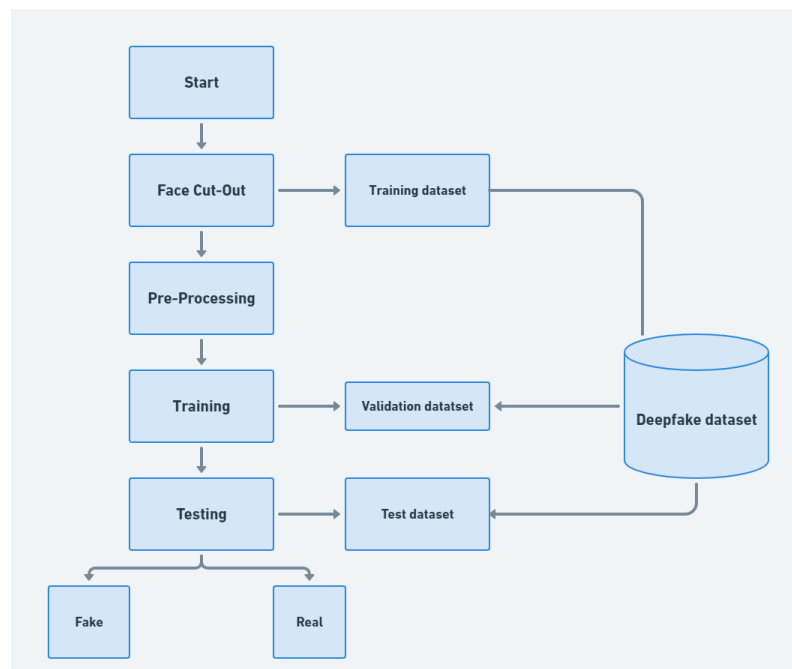 Start
Face Cut-Out
Training dataset
Pre-Processing
Training
Validation datatset
Deepfake dataset
Testing
Test dataset
Fake
Real